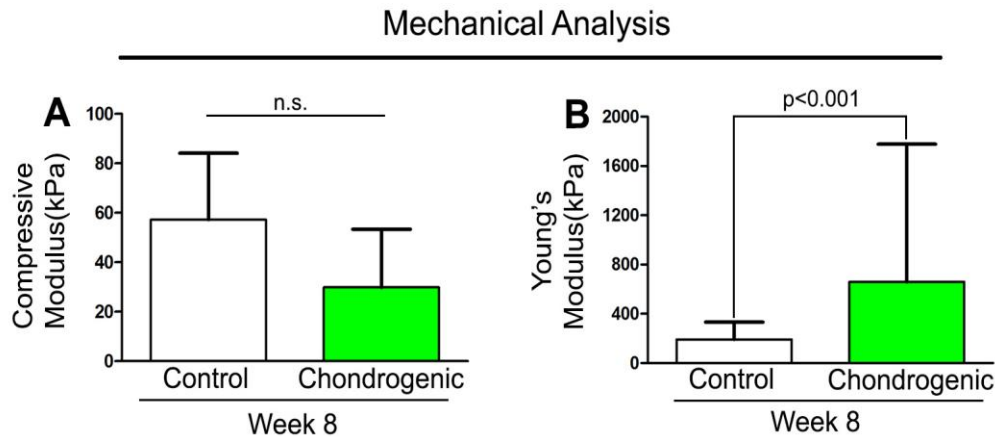 Mechanical Analysis
A
Compressive
Modulus(kPa)
100
80
60
40
20
0
n.s.
Control
Chondrogenic
Week 8
B
Young's
Modulus(kPa)
2000
1600
1200
800
400
0
p<0.001
Control
Chondrogenic
Week 8